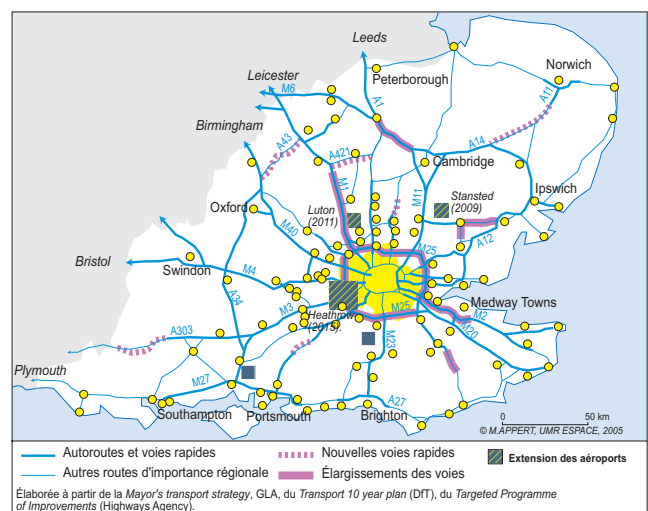 Leeds
Peterborough
Norwich
Leicester
M6
A1
A11
Birmingham
A43
A421
A14
Cambridge
M1
M11
Stansted
(2009)
Ipswich
Oxford
Luton
(2011)
M40
M25
A12
Bristol
Swindon
M4
A34
M3
Heathrow
(2015).
M25
Medway Towns
M2
M20
A303
M23
Plymouth
M27
A27
Southampton
Portsmouth
Brighton
0 50 km
© M.APPERT, UMR ESPACE, 2005
Autoroutes et voies rapides
Nouvelles voies rapides
Extension des aéroports
Autres routes d'importance régionale
Élargissements des voies
Élaborée à partir de la Mayor's transport strategy, GLA, du Transport 10 year plan (DfT), du Targeted Programme
of Improvements (Highways Agency).